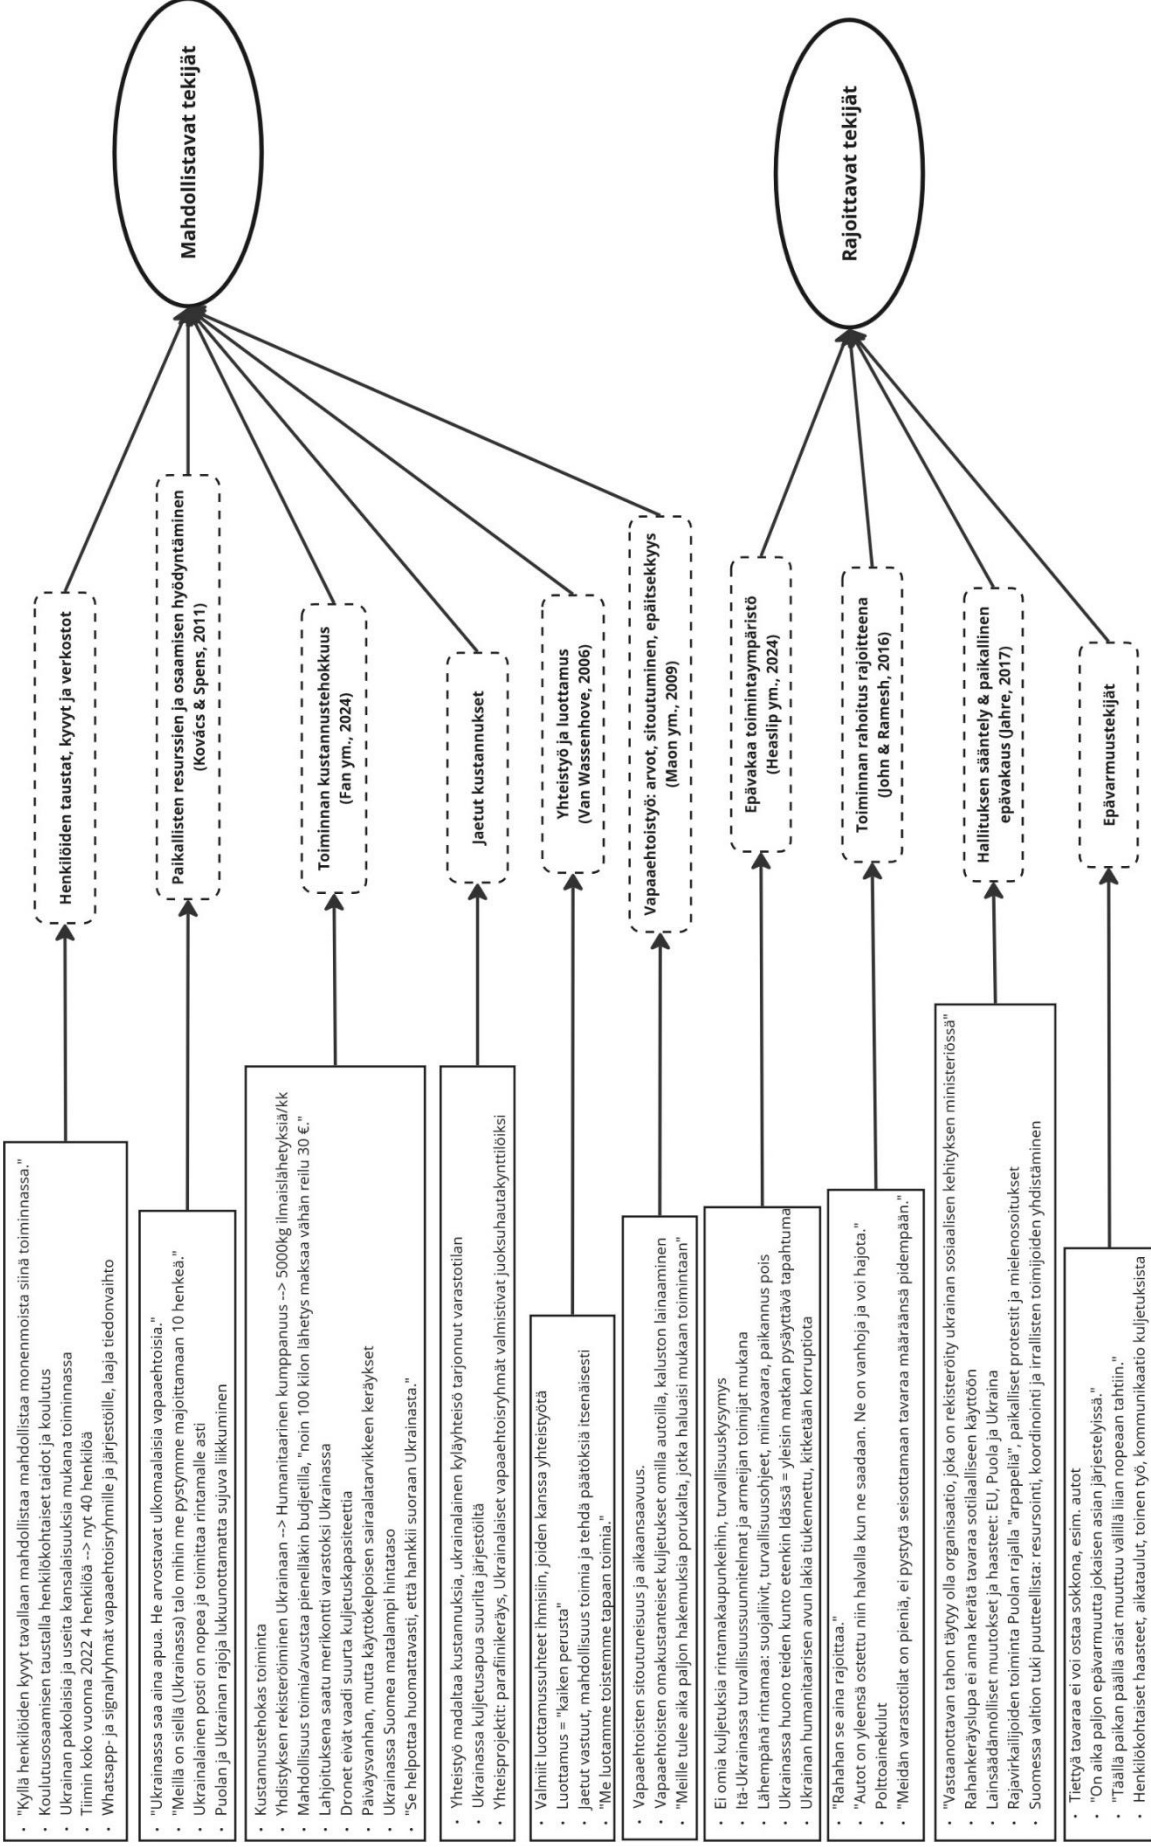 "Kyllä henkilöiden kyvyt tavallaan mahdollistaa mahdollistaa monenmoista siinä toiminnassa."
Koulutusosaamisen taustalla henkilökohtaiset taidot ja koulutus
Ukrainan pakolaisia ja useita kansalaisuuksia mukana toiminnassa
Tiimin koko vuonna 2022 4 henkilöä --> nyt 40 henkilöä
Whatsapp- ja signalryhmät vapaaehtoisryhmille ja järjestöille, laaja tiedonvaihto
Henkilöiden taustat, kyvyt ja verkostot
"Ukrainassa saa aina apua. He arvostavat ulkomaalaisia vapaaehtoisia."
"Meillä on siellä (Ukrainassa) talo mihin me pystymme majoittamaan 10 henkeä."
Ukrainalainen posti on nopea ja toimittaa rintamalle asti
Puolan ja Ukrainan rajoja lukuunottamatta sujuva liikkuminen
Paikallisten resurssien ja osaamisen hyödyntäminen
(Kovács & Spens, 2011)
Kustannustehokas toiminta
Yhdistyksen rekisteröiminen Ukrainaan --> Humanitaarinen kumppanuus --> 5000kg ilmaislähetyksiä/kk
Mahdollisuus toimia/avustaa pienelläkin budjetilla, "noin 100 kilon lähetys maksaa vähän reilu 30 €."
Lahjoituksena saatu merikontti varastoksi Ukrainassa
Dronet eivät vaadi suurta kuljetuskapasiteettia
Päiväysvanhan, mutta käyttökelpoisen sairaalatarvikkeen keräykset
Ukrainassa Suomea matalampi hintataso
"Se helpottaa huomattavasti, että hankkii suoraan Ukrainasta."
Toiminnan kustannustehokkuus
(Fan ym., 2024)
Yhteistyö madaltaa kustannuksia, ukrainalainen kyläyhteisö tarjonnut varastotilan
Ukrainassa kuljetusapua suurilta järjestöiltä
Yhteisprojektit: parafiinikeräys, Ukrainalaiset vapaaehtoisryhmät valmistivat juoksuhautakynttilöiksi
Jaetut kustannukset
Valmiit luottamussuhteet ihmisiin, joiden kanssa yhteistyötä
Luottamus = "kaiken perusta"
Jaetut vastuut, mahdollisuus toimia ja tehdä päätöksiä itsenäisesti
"Me luotamme toistemme tapaan toimia."
Yhteistyö ja luottamus
(Van Wassenhove, 2006)
Vapaaehtoisten sitoutuneisuus ja aikaansaavuus.
Vapaaehtoisten omakustanteiset kuljetukset omilla autoilla, kaluston lainaaminen
"Meille tulee aika paljon hakemuksia porukalta, jotka haluaisi mukaan toimintaan"
Vapaaehtoistyö: arvot, sitoutuminen, epäitsekkyys
(Maon ym., 2009)
Mahdollistavat tekijät
Ei omia kuljetuksia rintamakaupunkeihin, turvallisuuskysymys
Itä-Ukrainassa turvallisuussuunnitelmat ja armeijan toimijat mukana
Lähempänä rintamaa: suojaliivit, turvallisuusohjeet, miinavaara, paikannus pois
Ukrainassa huono teiden kunto etenkin Idässä = yleisin matkan pysäyttävä tapahtuma
Ukrainan humanitaarisen avun lakia tiukennettu, kitketään korruptiota
Epävakaa toimintaympäristö
(Heaslip ym., 2024)
"Rahahan se aina rajoittaa."
"Autot on yleensä ostettu niin halvalla kun ne saadaan. Ne on vanhoja ja voi hajota."
Polttoainekulut
"Meidän varastotilat on pieniä, ei pystytä seisottamaan tavaraa määräänsä pidempään."
Toiminnan rahoitus rajoitteena
(John & Ramesh, 2016)
"Vastaanottavan tahon täytyy olla organisaatio, joka on rekisteröity ukrainan sosiaalisen kehityksen ministeriössä"
Rahankeräyslupa ei anna kerätä tavaraa sotilaalliseen käyttöön
Lainsäädännölliset muutokset ja haasteet: EU, Puola ja Ukraina
Rajavirkailijoiden toiminta Puolan rajalla "arpapeliä", paikalliset protestit ja mielenosoitukset
Suomessa valtion tuki puutteellista: resursointi, koordinointi ja irrallisten toimijoiden yhdistäminen
Hallituksen sääntely & paikallinen
epävakaus (Jahre, 2017)
Tiettyä tavaraa ei voi ostaa sokkona, esim. autot
"On aika paljon epävarmuutta jokaisen asian järjestelyissä."
"Täällä paikan päällä asiat muuttuu välillä liian nopeaan tahtiin."
Henkilökohtaiset haasteet, aikataulut, toinen työ, kommunikaatio kuljetuksista
Epävarmuustekijät
Rajoittavat tekijät